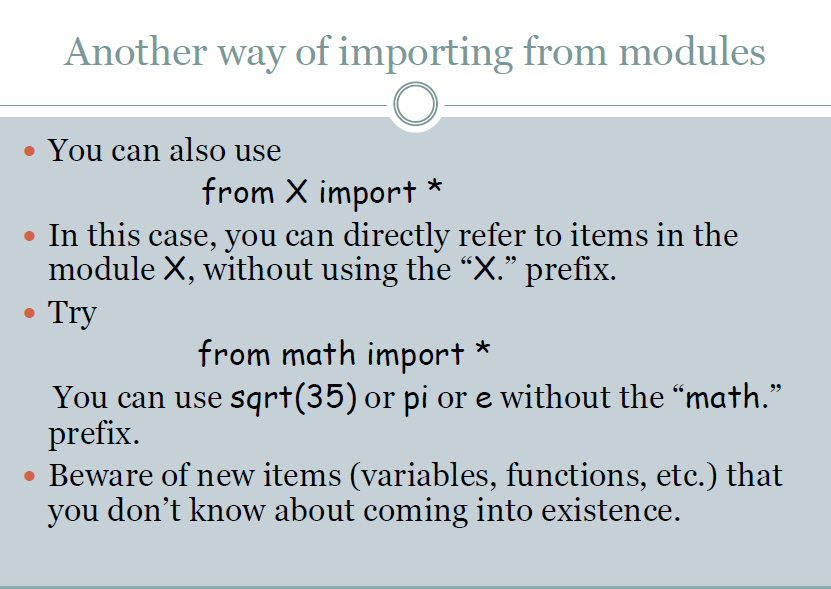 Another way of importing from modules
• You can also use
from X import *
• In this case, you can directly refer to items in the
module X, without using the “X.” prefix.
• Try
from math import *
You can use sqrt(35) or pi or e without the “math.”
prefix.
• Beware of new items (variables, functions, etc.) that
you don’t know about coming into existence.